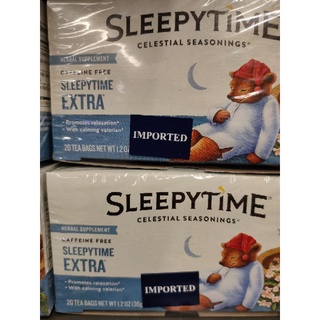 SLEEPYTIME
CELESTIAL SEASONINGS
HERBAL SUPPLEMENT
CAFFEINE FREE
SLEEPYTIME
EXTRA
• Promotes relaxation*
• With calming valerian*
IMPORTED
20 TEA BAGS NET WT 1.2 OZ
SLEEPYTIME®
CELESTIAL SEASONINGS®
HERBAL SUPPLEMENT
CAFFEINE FREE
SLEEPYTIME
EXTRA
• Promotes relaxation*
• With calming valerian*
IMPORTED
20 TEA BAGS NET WT 1.2 OZ